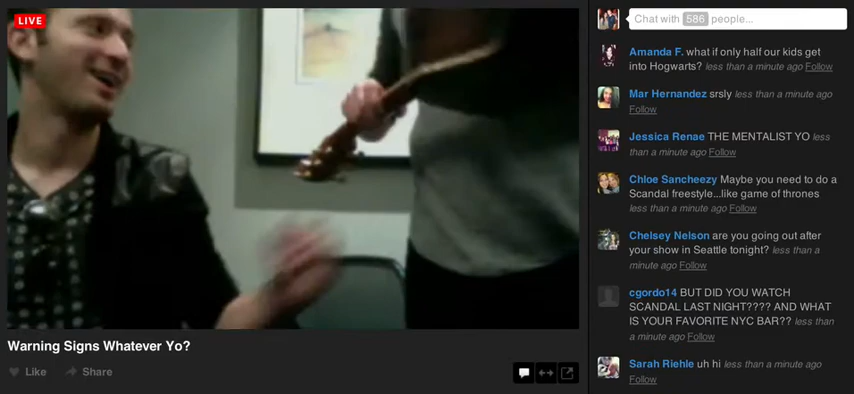 LIVE
Warning Signs Whatever Yo?
Like
Share
Chat with 586 people...
Amanda F. what if only half our kids get
into Hogwarts? less than a minute ago Follow
Mar Hernandez srsly less than a minute ago
Follow
Jessica Renae THE MENTALIST YO less
than a minute ago Follow
Chloe Sancheezy Maybe you need to do a
Scandal freestyle...like game of thrones
less than a minute ago Follow
Chelsey Nelson are you going out after
your show in Seattle tonight? less than a
minute ago Follow
cgordo14 BUT DID YOU WATCH
SCANDAL LAST NIGHT???? AND WHAT
IS YOUR FAVORITE NYC BAR?? less than
a minute ago Follow
Sarah Riehle uh hi less than a minute ago
Follow